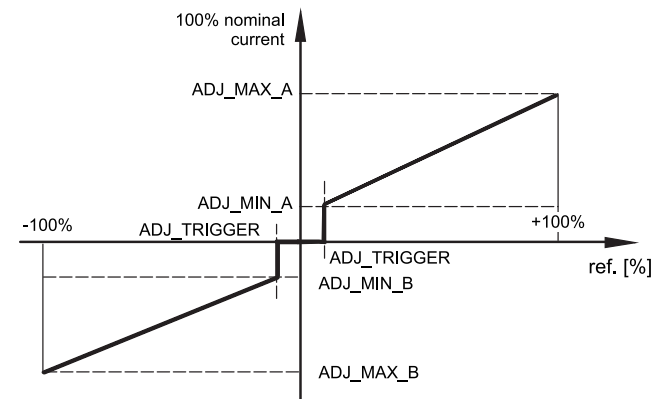 100% nominal
current
ADJ_MAX_A
ADJ_MIN_A
-100%
ADJ_TRIGGER
+100%
ADJ_TRIGGER
ref. [%]
ADJ_MIN_B
ADJ_MAX_B